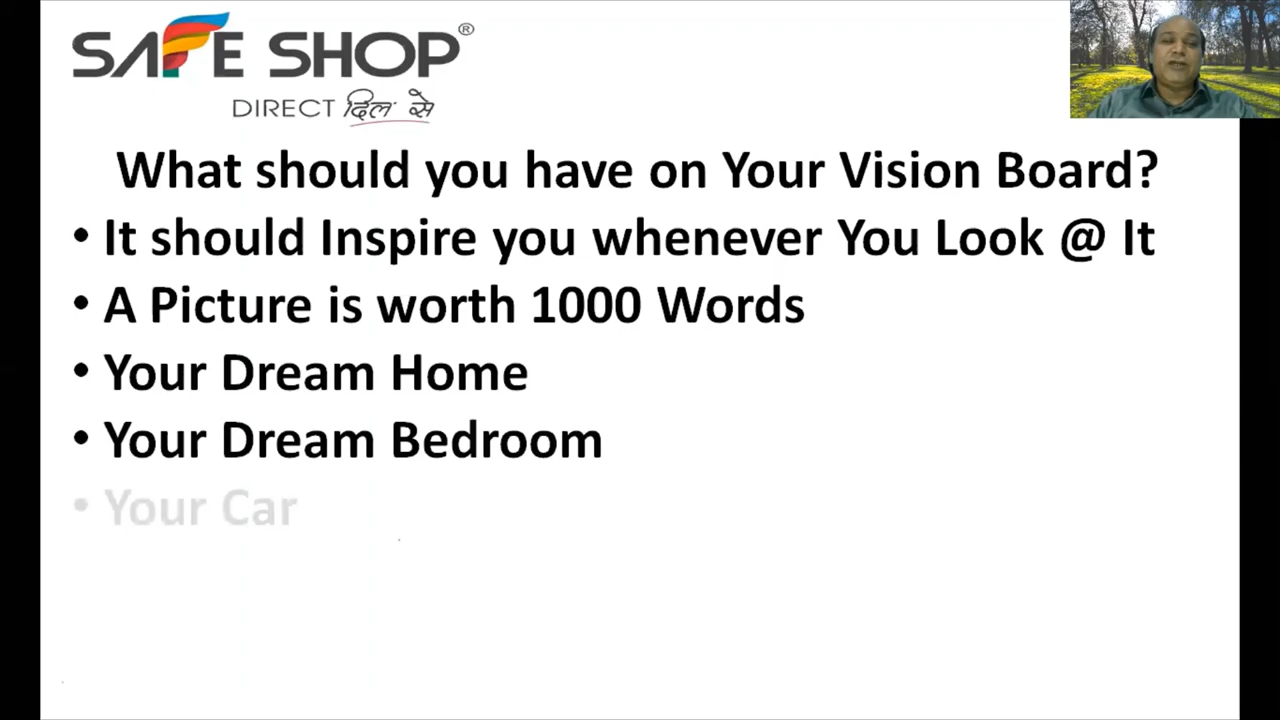 SAFE SHOP®
DIRECT दिल से
What should you have on Your Vision Board?
• It should Inspire you whenever You Look @ It
• A Picture is worth 1000 Words
• Your Dream Home
• Your Dream Bedroom
• Your Car